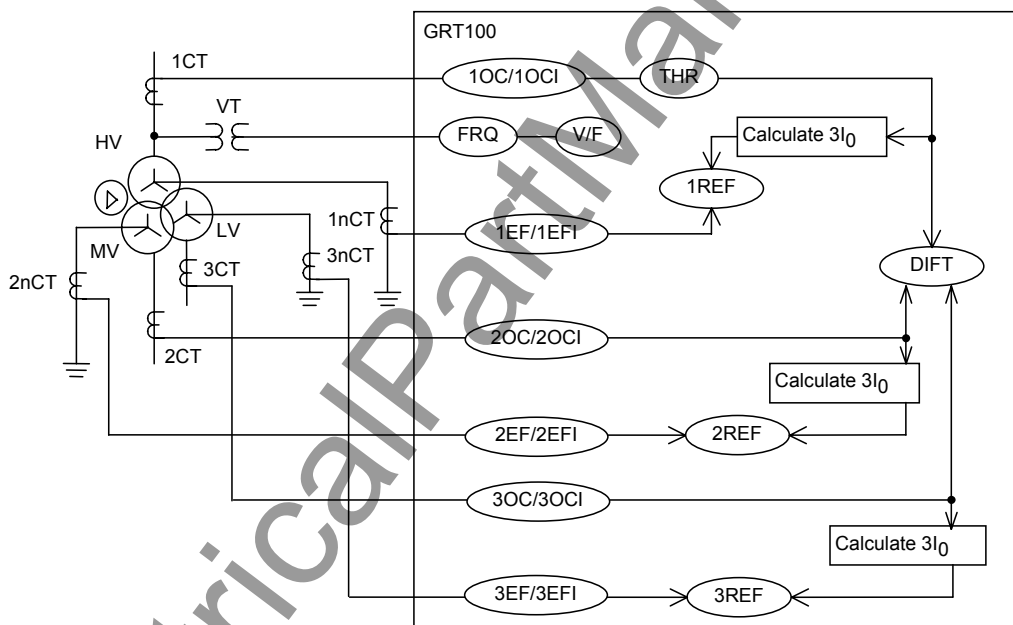 GRT100
1CT
1OC/1OCI
THR
VT
FRQ
V/F
Calculate 3I0
HV
1REF
1nCT
1EF/1EFI
LV
MV
3CT
3nCT
DIFT
2nCT
2OC/2OCI
2CT
Calculate 3I0
2EF/2EFI
2REF
3OC/3OCI
Calculate 3I0
3EF/3EFI
3REF
tricalPartMa